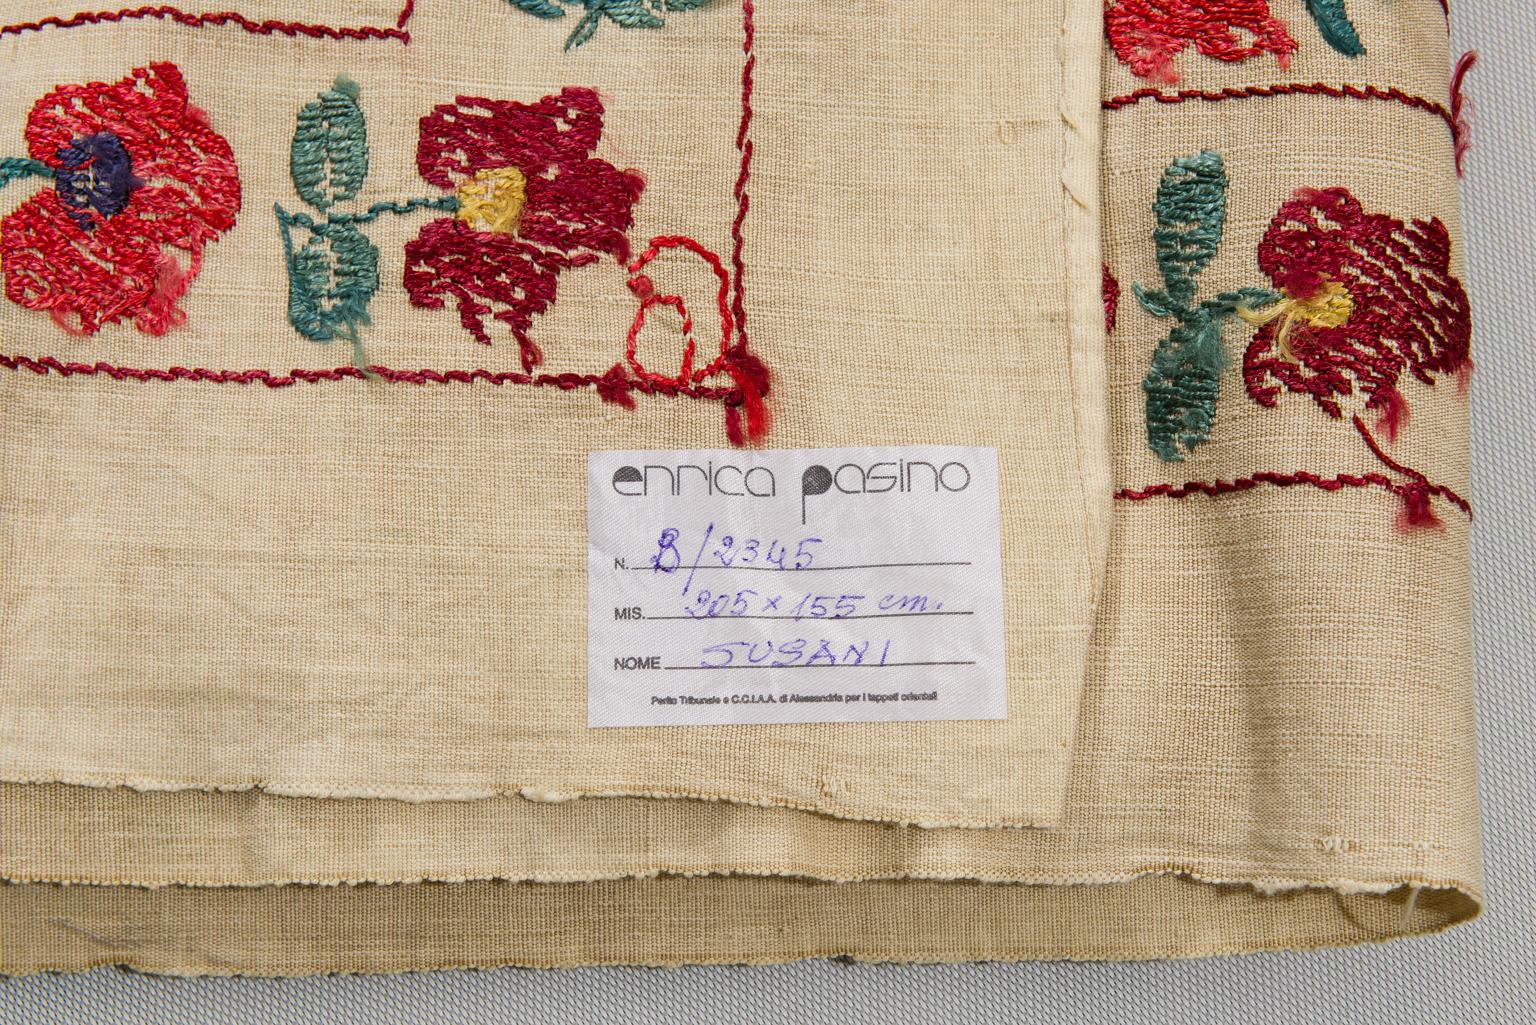 enrica pasino
N. B/2345
MIS. 205 x 155 cm.
NOME SUSANI
Perito Tribunale e C.C.I.A.A. di Alessandria per i tappeti orientali